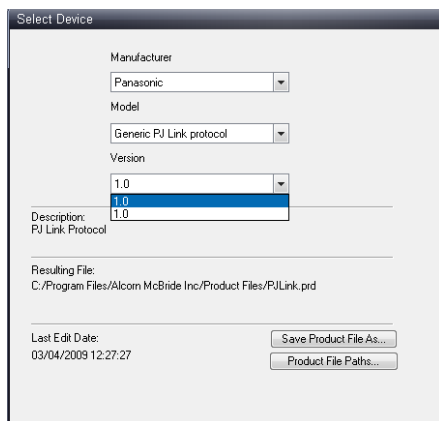 Select Device
Manufacturer
Panasonic
Model
Generic PJ Link protocol
Version
1.0
1.0
1.0
Description:
PJ Link Protocol
Resulting File:
C:/Program Files/Alcorn McBride Inc/Product Files/PJLink.prd
Last Edit Date:
Save Product File As...
03/04/2009 12:27:27
Product File Paths...